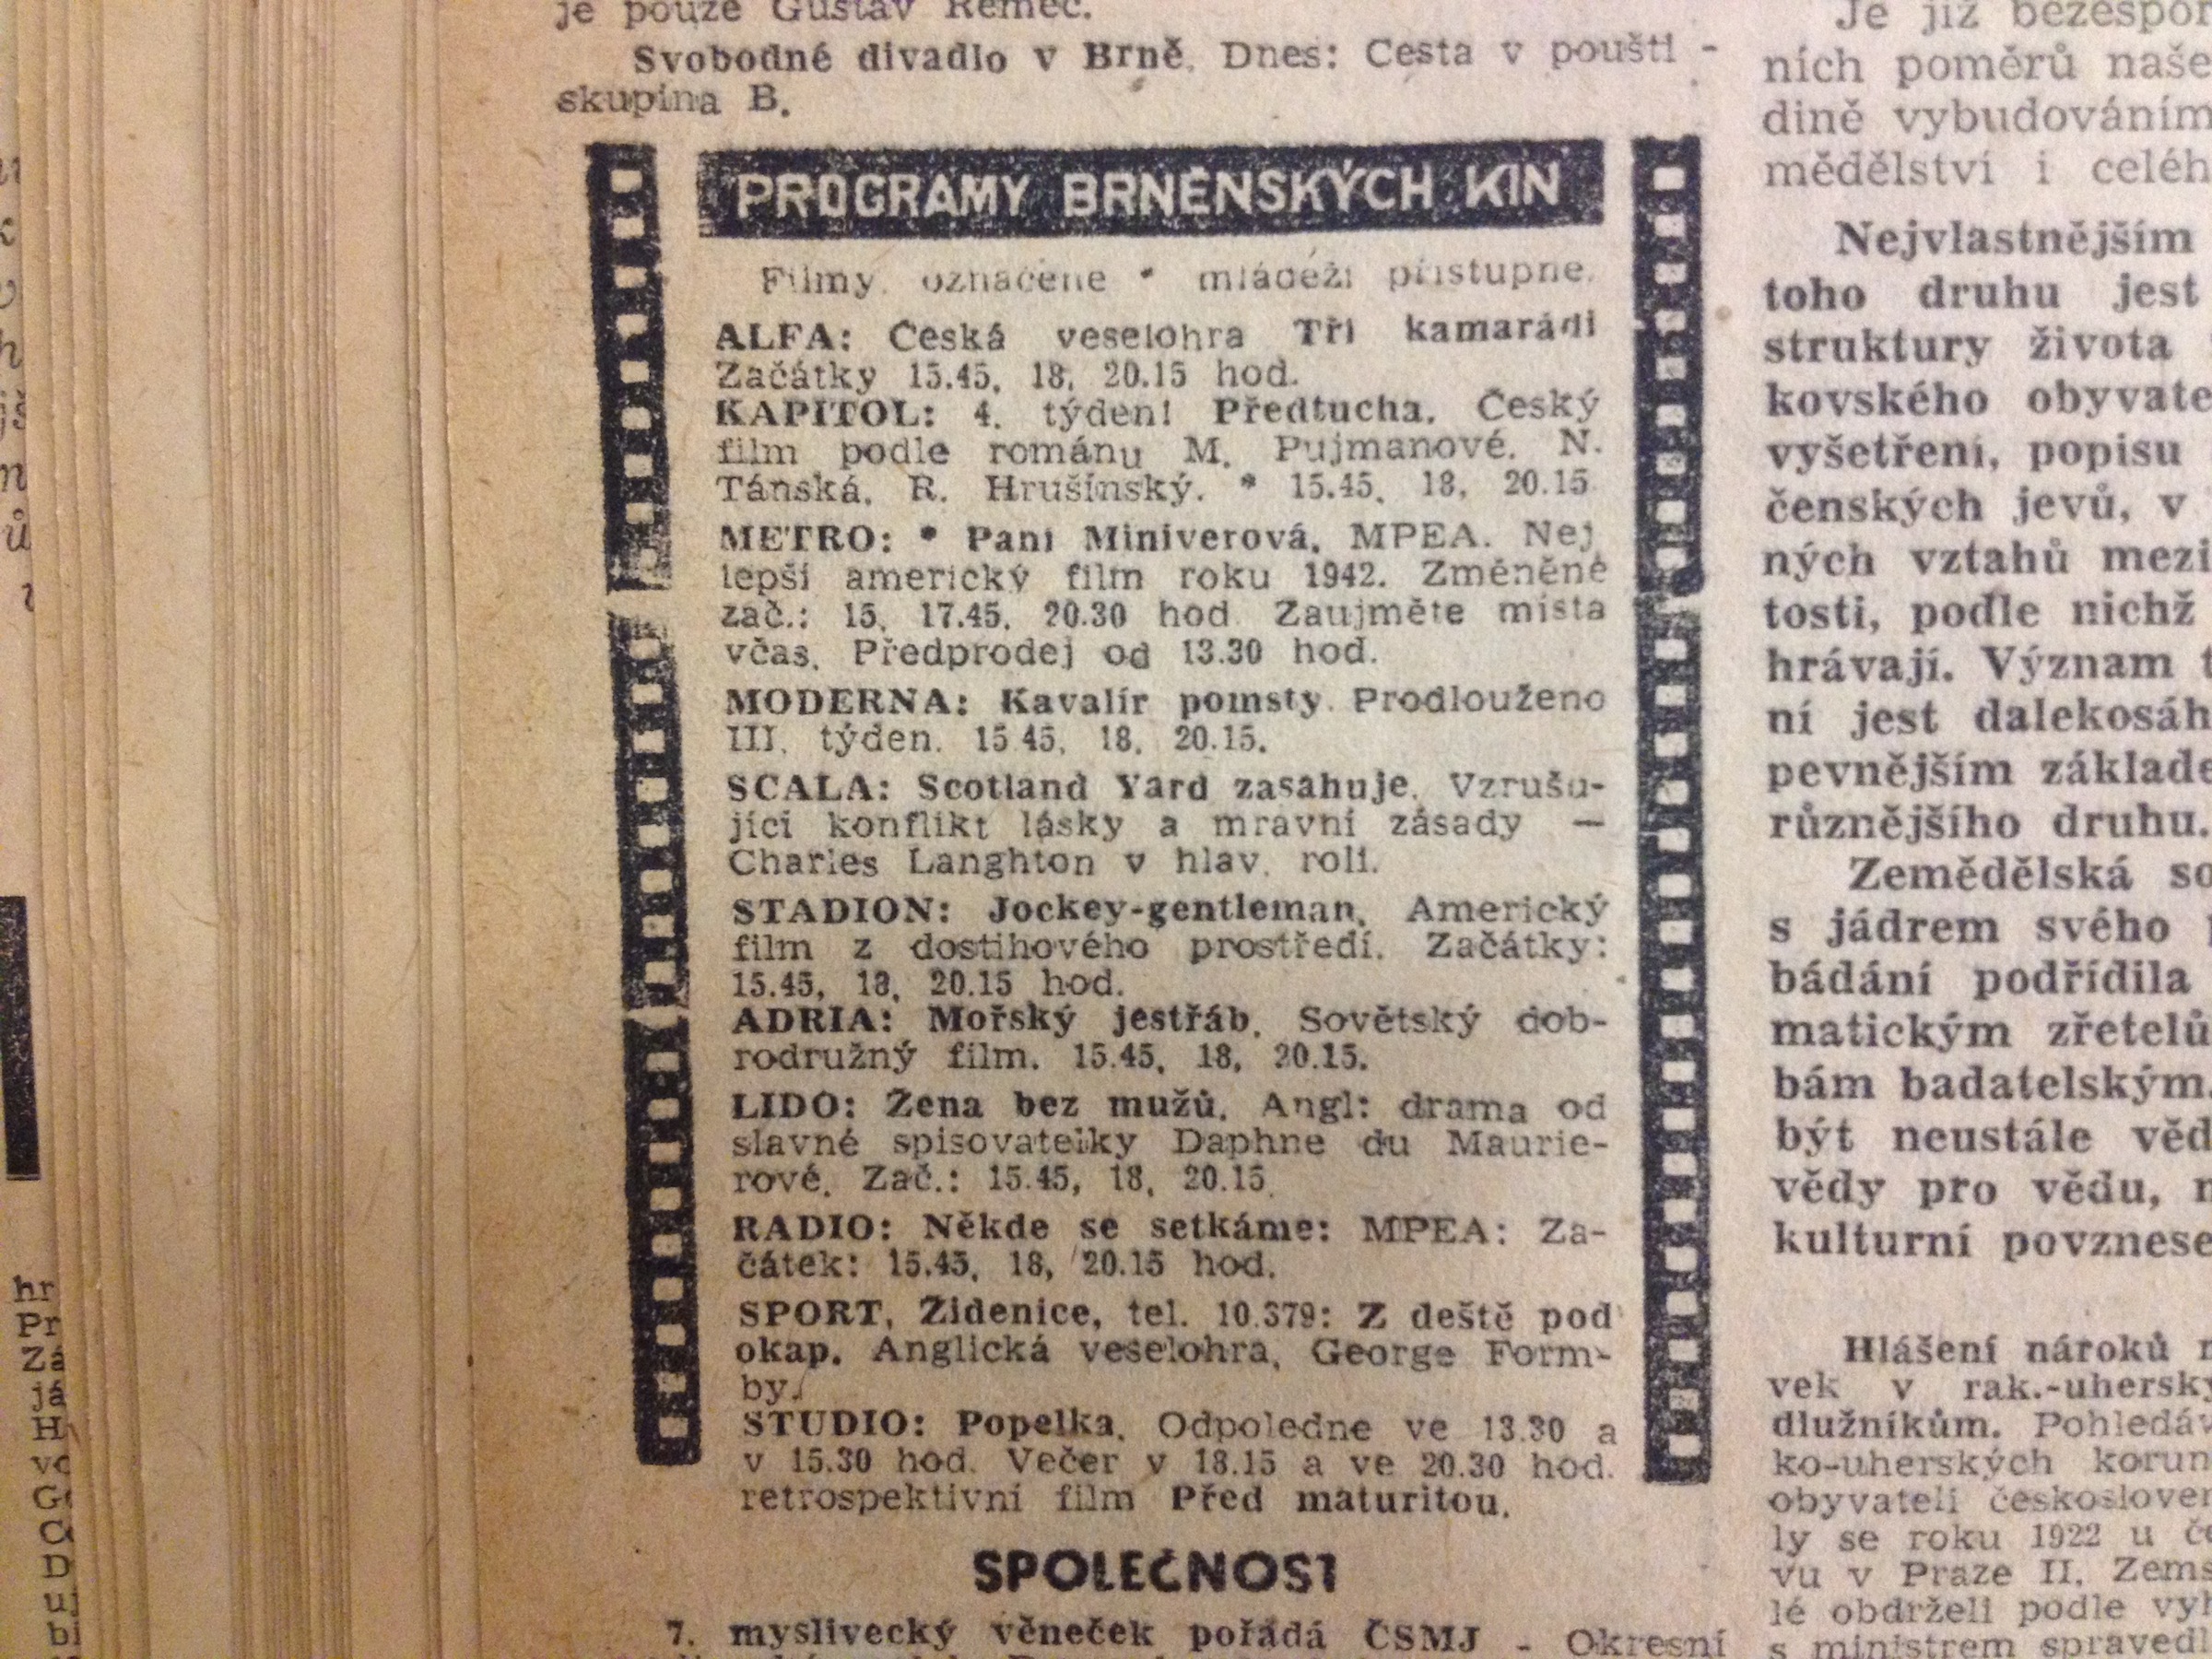 je pouze Gustav Remec.
Svobodné divadlo v Brně. Dnes: Cesta v poušti -
skupina B.
PROGRAMY BRNĚNSKÝCH KIN
Filmy označené * mládeži přístupné.
ALFA: Česká veselohra Tři kamarádi
Začátky 15.45, 18, 20.15 hod.
KAPITOL: 4. týden! Předtucha. Český
film podle románu M. Pujmanové. N.
Tánská, R. Hrušínský. * 15.45, 18, 20.15
METRO: * Paní Miniverová, MPEA. Nej
lepší americký film roku 1942. Změněné
zač.: 15, 17.45, 20.30 hod. Zaujměte místa
včas. Předprodej od 13.30 hod.
MODERNA: Kavalír pomsty. Prodlouženo
III. týden. 15.45, 18, 20.15.
SCALA: Scotland Yard zasahuje. Vzrušu-
jící konflikt lásky a mravní zásady —
Charles Langhton v hlav. roli.
STADION: Jockey-gentleman. Americký
film z dostihového prostředí. Začátky:
15.45, 18, 20.15 hod.
ADRIA: Mořský jestřáb. Sovětský dob-
rodružný film. 15.45, 18, 20.15.
LIDO: Žena bez mužů. Angl: drama od
slavné spisovatelky Daphne du Maurie-
rové. Zač.: 15.45, 18, 20.15.
RADIO: Někde se setkáme: MPEA: Za-
čátek: 15.45, 18, 20.15 hod.
SPORT, Židenice, tel. 10.379: Z deště pod
okap. Anglická veselohra, George Form-
by.
STUDIO: Popelka. Odpoledne ve 13.30 a
v 15.30 hod. Večer v 18.15 a ve 20.30 hod.
retrospektivní film Před maturitou.
SPOLEČNOST
7. myslivecký věneček pořádá ČSMJ - Okresní
Je již bezespor
ních poměrů naše
dině vybudováním
mědělství i celéh
Nejvlastnějším
toho druhu jest
struktury života
kovského obyvate
vyšetření, popisu
čenských jevů, v
ných vztahů mezi
tosti, podle nichž
hrávají. Význam t
ní jest dalekosáh
pevnějším základe
různějšího druhu.
Zemědělská so
s jádrem svého
bádání podřídila
matickým zřetelů
bám badatelským.
být neustále věd
vědy pro vědu, n
kulturní povznese
Hlášení nároků
vek v rak.-uhersk
dlužníkům. Pohledáv
ko-uherských korun
obyvateli českoslover
ly se roku 1922 u če
vu v Praze II, Zems
lé obdrželi podle vyh
s ministrem spravedl
hr
Pr
Zá
já
H
vo
D
uj
bi